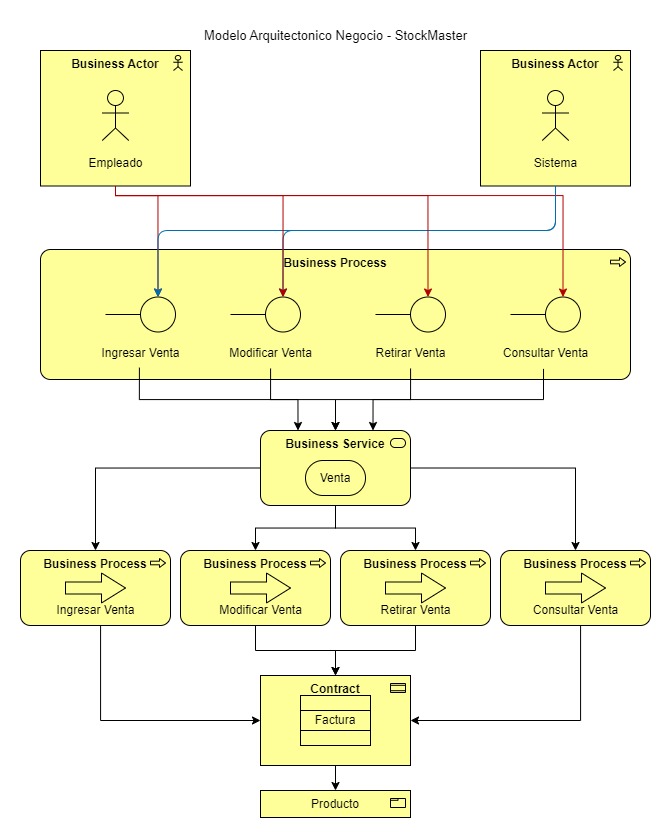 Modelo Arquitectonico Negocio - StockMaster
Business Actor
Empleado
Business Actor
Sistema
Business Process
Ingresar Venta
Modificar Venta
Retirar Venta
Consultar Venta
Business Service
Venta
Business Process
Ingresar Venta
Business Process
Modificar Venta
Business Process
Retirar Venta
Business Process
Consultar Venta
Contract
Factura
Producto